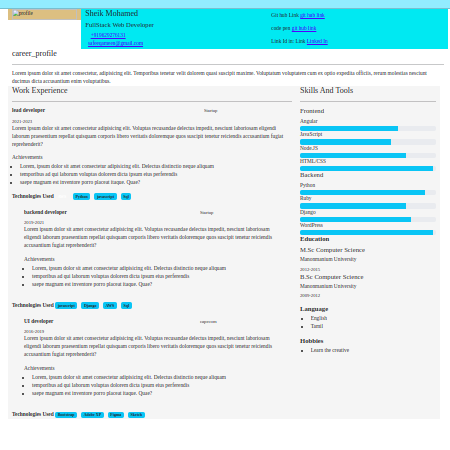 profile
Sheik Mohamed
FullStack Web Developer
+919629278131
salesqameer@gmail.com
Git hub Link git hub link
code pen git hub link
Link Id in: Link Linked In
career_profile
Lorem ipsum dolor sit amet consectetur, adipisicing elit. Temporibus tenetur velit dolorem quasi suscipit maxime. Voluptatum voluptatem cum ex optio expedita officiis, rerum molestiae nesciunt
ducimus dicta accusantium enim voluptatibus.
Work Experience
lead developer
Startup
2021-2023
Lorem ipsum dolor sit amet consectetur adipisicing elit. Voluptas recusandae delectus impedit, nesciunt laboriosam eligendi
laborum praesentium repellat quisquam corporis libero veritatis doloremque quos suscipit reiciendis accusantium fugiat exercitationem
reprehenderit?
Achievements
Lorem, ipsum dolor sit amet consectetur adipisicing elit. Delectus distinctio neque aliquam
temporibus ad qui laborum voluptates dolorem dicta ipsum eius perferendis
saepe magnam est inventore porro placeat itaque. Quae?
Technologies Used Python javascript Sql
backend developer
Startup
2019-2021
Lorem ipsum dolor sit amet consectetur adipisicing elit. Voluptas recusandae delectus impedit, nesciunt laboriosam
eligendi laborum praesentium repellat quisquam corporis libero veritatis doloremque quos suscipit reiciendis
accusantium fugiat exercitationem reprehenderit?
Achievements
Lorem, ipsum dolor sit amet consectetur adipisicing elit. Delectus distinctio neque aliquam
temporibus ad qui laborum voluptates dolorem dicta ipsum eius perferendis
saepe magnam est inventore porro placeat itaque. Quae?
Technologies Used javascript Django AWS Sql
UI developer
2016-2019
Lorem ipsum dolor sit amet consectetur adipisicing elit. Voluptas recusandae delectus impedit, nesciunt laboriosam
eligendi laborum praesentium repellat quisquam corporis libero veritatis doloremque quos suscipit reiciendis
accusantium fugiat exercitationem reprehenderit?
Achievements
Lorem, ipsum dolor sit amet consectetur adipisicing elit. Delectus distinctio neque aliquam
temporibus ad qui laborum voluptates dolorem dicta ipsum eius perferendis
saepe magnam est inventore porro placeat itaque. Quae?
Technologies Used Bootstrap Adobe XD Figma Sketch
Skills And Tools
Frontend
Angular
JavaScript
Node.JS
HTML/CSS
Backend
Python
Ruby
Django
WordPress
Education
M.Sc Computer Science
Manonmanium University
2012-2015
B.Sc Computer Science
Manonmanium University
2009-2012
Language
English
Tamil
Hobbies
Learn the creative